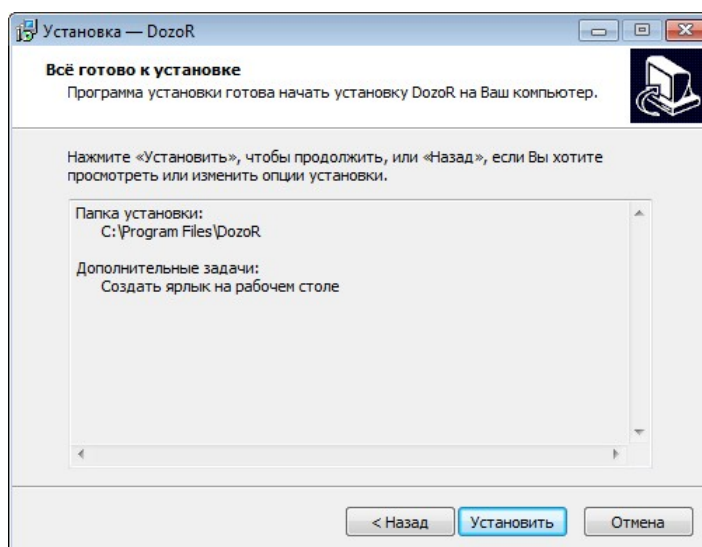 Установка — DozoR
Всё готово к установке
Программа установки готова начать установку DozoR на Ваш компьютер.
Нажмите «Установить», чтобы продолжить, или «Назад», если Вы хотите
просмотреть или изменить опции установки.
Папка установки:
C:\Program Files\DozoR
Дополнительные задачи:
Создать ярлык на рабочем столе
< Назад
Установить
Отмена